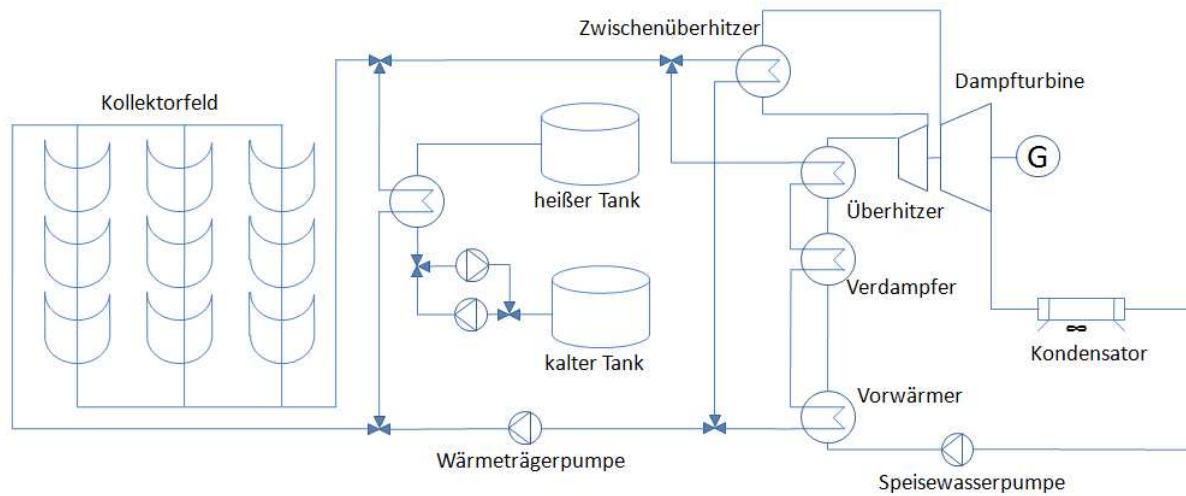 Zwischenüberhitzer
Dampfturbine
Kollektorfeld
G
heißer Tank
Überhitzer
Verdampfer
kalter Tank
Kondensator
Vorwärmer
Wärmeträgerpumpe
Speisewasserpumpe